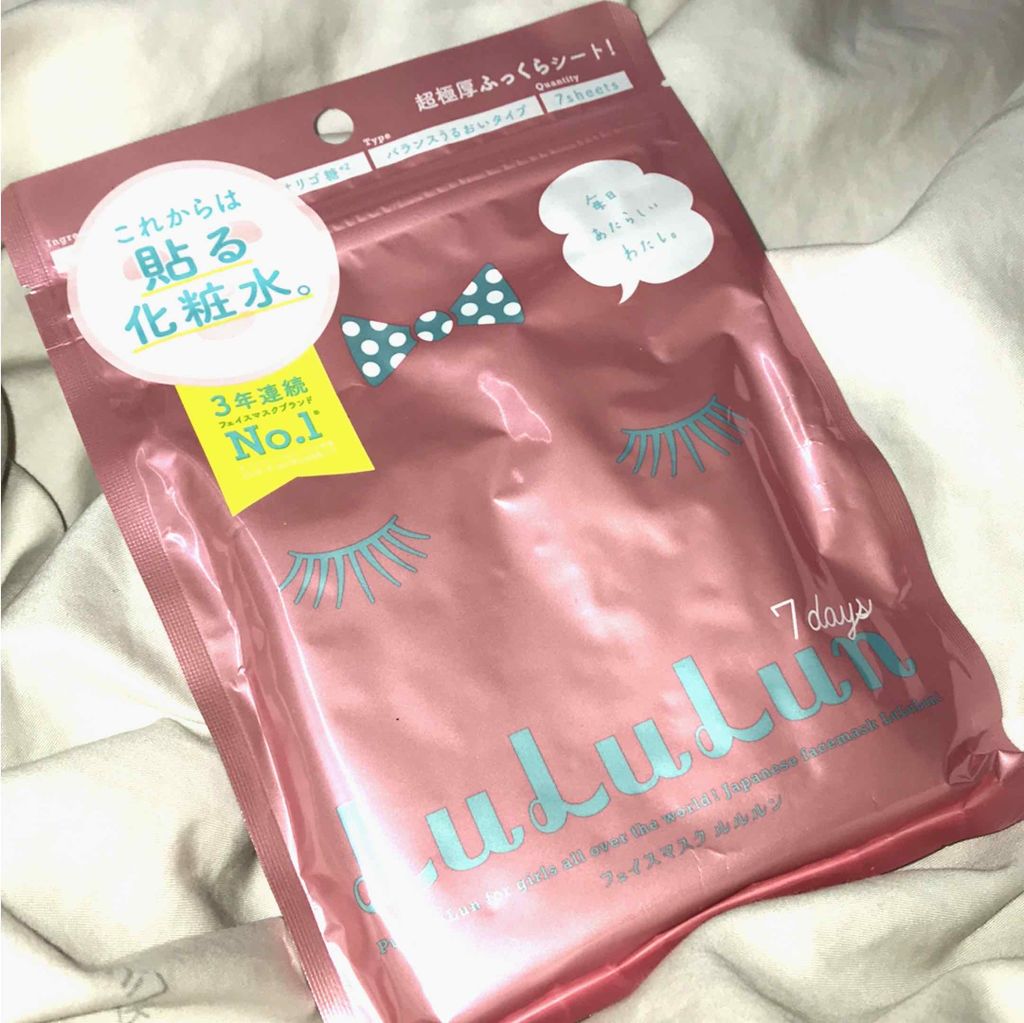 超極厚ふっくらシート!
Type
Quantity
オリゴ糖*2
バランスうるおいタイプ
7sheets
これからは
貼る
化粧水。
毎日
あたらしい
わたし。
3年連続
フェイスマスクブランド
No.1
7 days
LuLuLun
Lun for girls all over the world! Japanese facemask LuLuLun!
フェイスマスク ルルルン